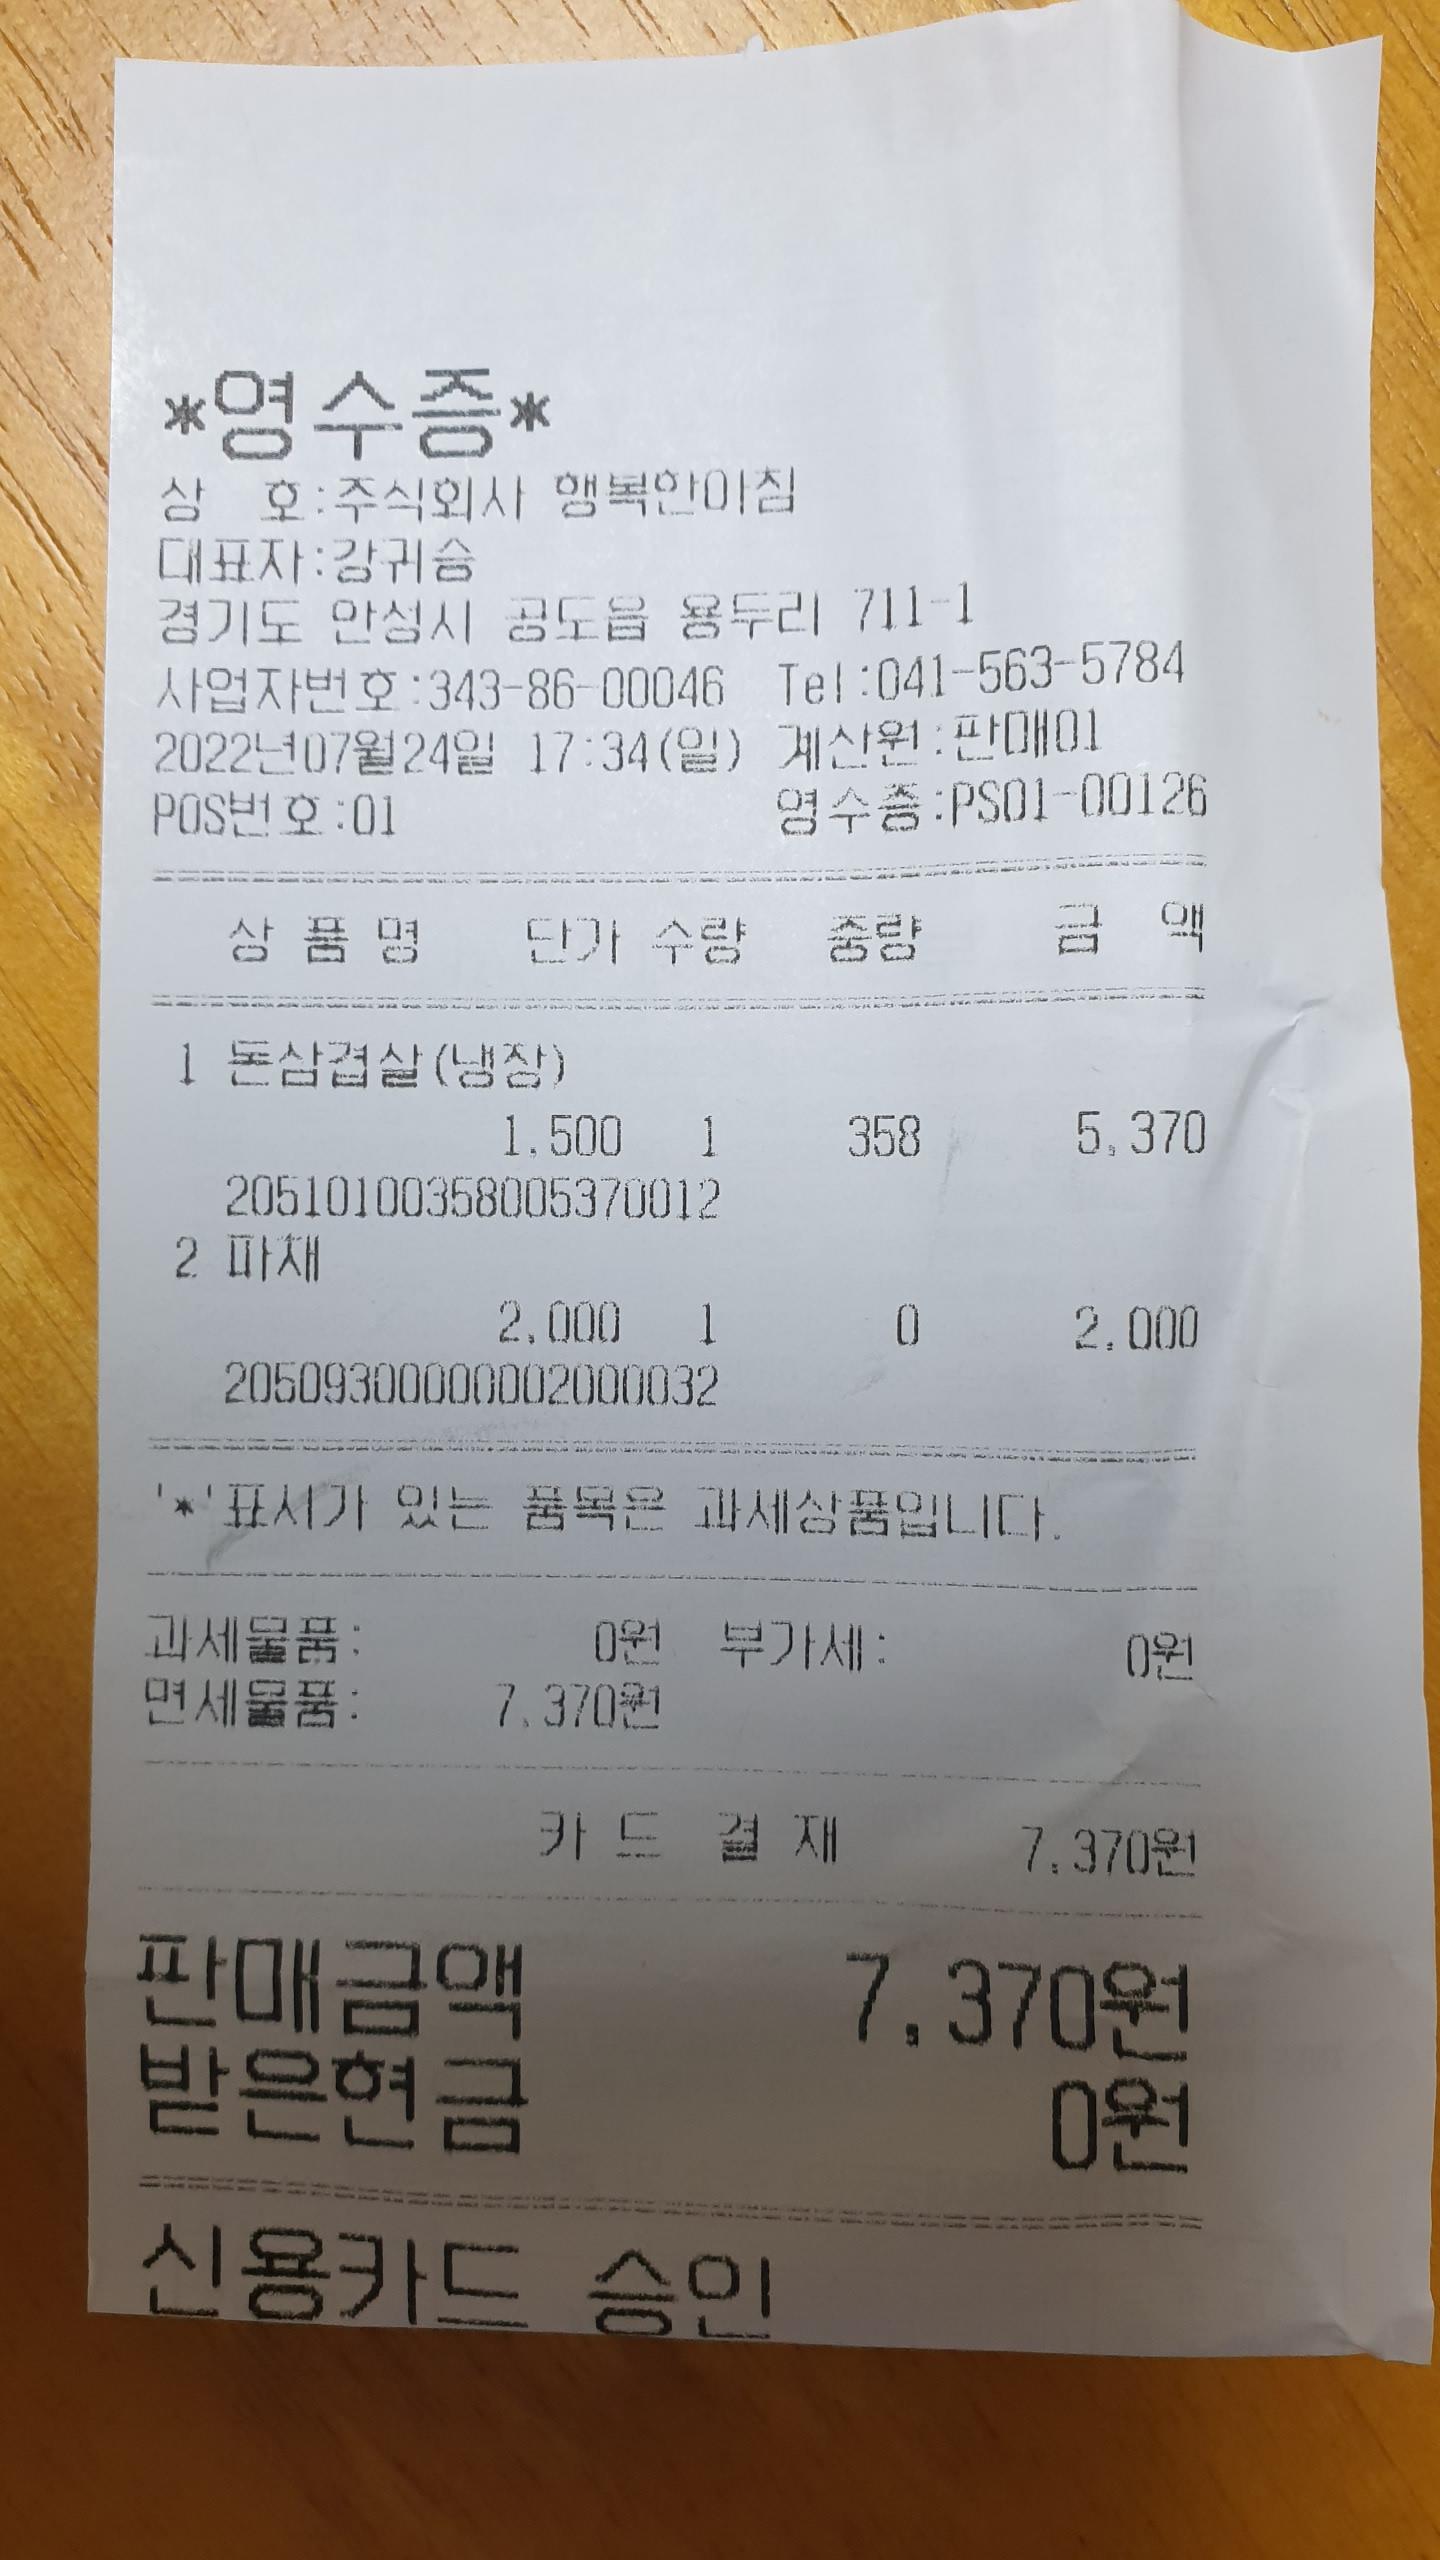 *영수증*
상 호:주식회사 행복한아침
대표자:강귀승
경기도 안성시 공도읍 용두리 711-1
사업자번호:343-86-00046 Tel:041-563-5784
2022년07월24일 17:34(일) 계산원:판매01
POS번호:01 영수증:PS01-00126
상 품 명 단가 수량 중량 금 액
1 돈삼겹살(냉장)
1,500 1 358 5,370
20510100358005370012
2 파채
2,000 1 0 2,000
20509300000002000032
'*'표시가 있는 품목은 과세상품입니다.
과세물품: 0원 부가세: 0원
면세물품: 7,370원
카 드 결 재 7,370원
판매금액 7,370원
받은현금 0원
신용카드 승인